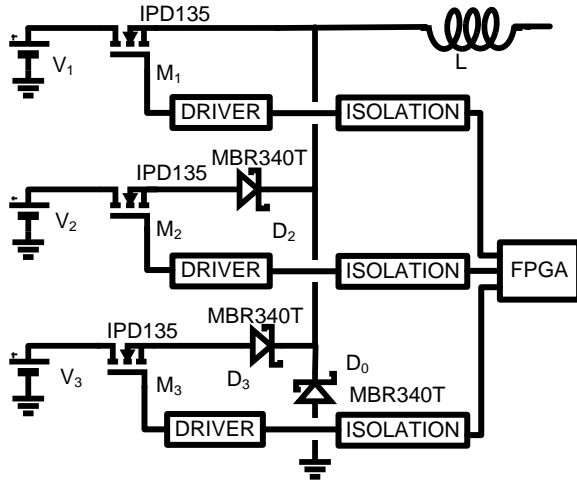 IPD135
V1
M1
L
DRIVER
ISOLATION
IPD135
MBR340T
V2
M2
D2
DRIVER
ISOLATION
FPGA
IPD135
MBR340T
V3
M3
D3
D0
MBR340T
DRIVER
ISOLATION